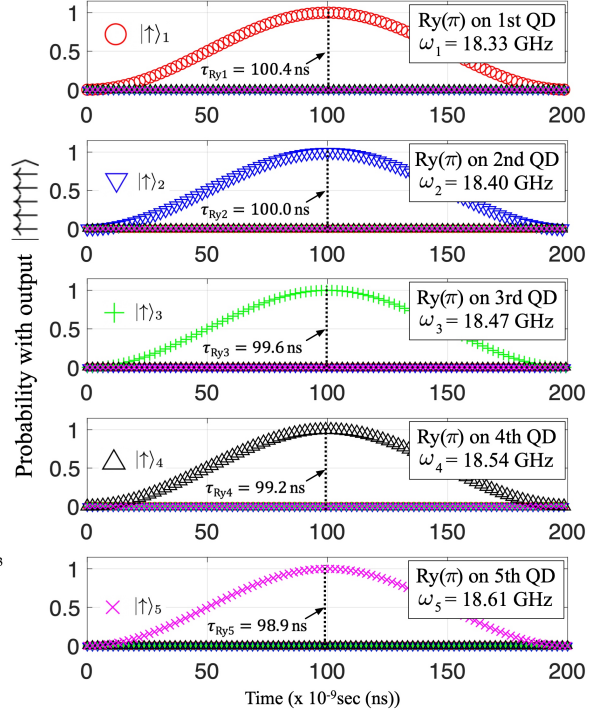 Probability with output |↑↑↑↑↑⟩
1
0.5
0
|↑⟩₁
τRy1 = 100.4 ns
Ry(π) on 1st QD
ω₁ = 18.33 GHz
0 50 100 150 200
1
0.5
0
|↑⟩₂
τRy2 = 100.0 ns
Ry(π) on 2nd QD
ω₂ = 18.40 GHz
0 50 100 150 200
1
0.5
0
|↑⟩₃
τRy3 = 99.6 ns
Ry(π) on 3rd QD
ω₃ = 18.47 GHz
0 50 100 150 200
1
0.5
0
|↑⟩₄
τRy4 = 99.2 ns
Ry(π) on 4th QD
ω₄ = 18.54 GHz
0 50 100 150 200
s
1
0.5
0
|↑⟩₅
τRy5 = 98.9 ns
Ry(π) on 5th QD
ω₅ = 18.61 GHz
0 50 100 150 200
Time (x 10⁻⁹sec (ns))